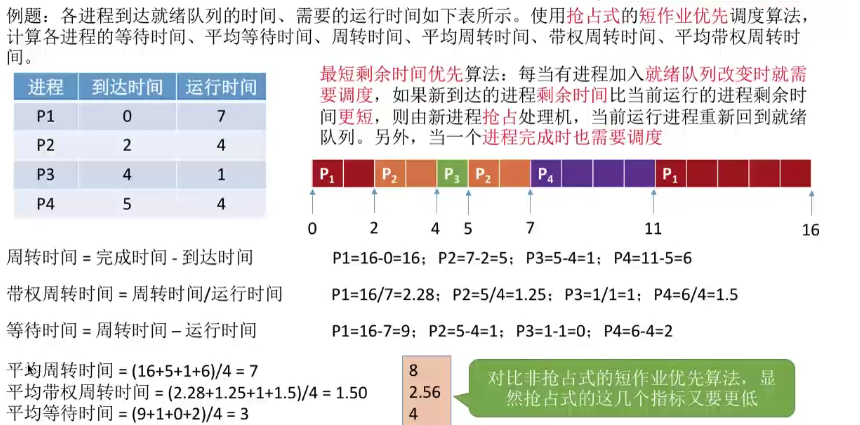 例题：各进程到达就绪队列的时间、需要的运行时间如下表所示。使用抢占式的短作业优先调度算法，
计算各进程的等待时间、平均等待时间、周转时间、平均周转时间、带权周转时间、平均带权周转时
间。
进程 到达时间 运行时间
P1 0 7
P2 2 4
P3 4 1
P4 5 4
最短剩余时间优先算法：每当有进程加入就绪队列改变时就需
要调度，如果新到达的进程剩余时间比当前运行的进程剩余时
间更短，则由新进程抢占处理机，当前运行进程重新回到就绪
队列。另外，当一个进程完成时也需要调度
P1 P2 P3 P2 P4 P1
0 2 4 5 7 11 16
周转时间 = 完成时间 - 到达时间 P1=16-0=16；P2=7-2=5；P3=5-4=1；P4=11-5=6
带权周转时间 = 周转时间/运行时间 P1=16/7=2.28；P2=5/4=1.25；P3=1/1=1；P4=6/4=1.5
等待时间 = 周转时间 – 运行时间 P1=16-7=9；P2=5-4=1；P3=1-1=0；P4=6-4=2
平均周转时间 = (16+5+1+6)/4 = 7
平均带权周转时间 = (2.28+1.25+1+1.5)/4 = 1.50
平均等待时间 = (9+1+0+2)/4 = 3
8
2.56
4
对比非抢占式的短作业优先算法，显
然抢占式的这几个指标又要更低